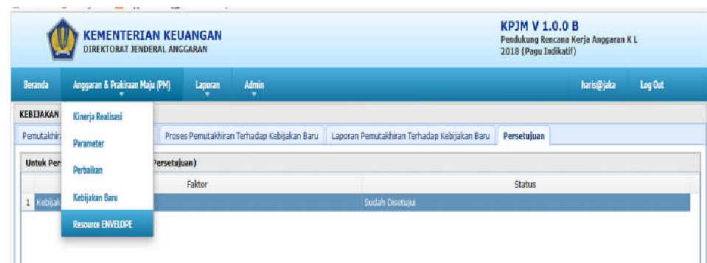 KEMENTERIAN KEUANGAN
DIREKTORAT JENDERAL ANGGARAN
KPJM V 1.0.0 B
Pendukung Rencana Kerja Anggaran K L
2018 (Pagu Indikatif)
Beranda Anggaran & Prakiraan Maju (PM) Laporan Admin haris@jaka Log Out
KEBIJAKAN
Kinerja Realisasi
Pemutakhir Proses Pemutakhiran Terhadap Kebijakan Baru Laporan Pemutakhiran Terhadap Kebijakan Baru Persetujuan
Parameter
Untuk Per Persetujuan)
Perbaikan
Faktor Status
Kebijakan Baru
1 Kebijak Sudah Disetujui
Resource ENVELOPE